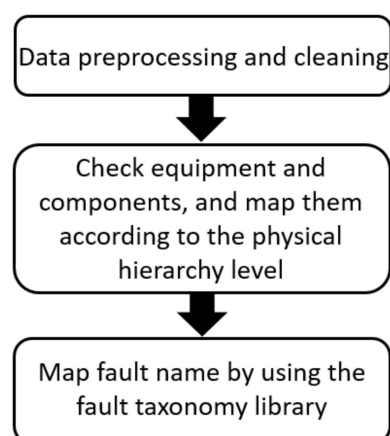 Data preprocessing and cleaning
Check equipment and
components, and map them
according to the physical
hierarchy level
Map fault name by using the
fault taxonomy library